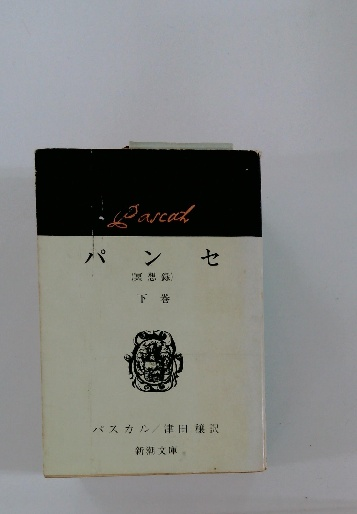 Pascal
パンセ
〔冥想録〕
下巻
パスカル/津田穣訳
新潮文庫